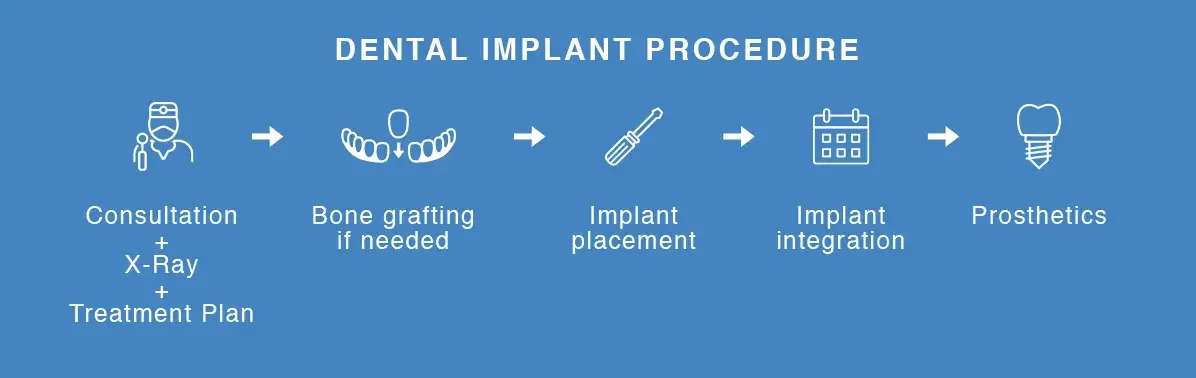 DENTAL IMPLANT PROCEDURE
Consultation
+
X-Ray
+
Treatment Plan
Bone grafting
if needed
Implant
placement
Implant
integration
Prosthetics